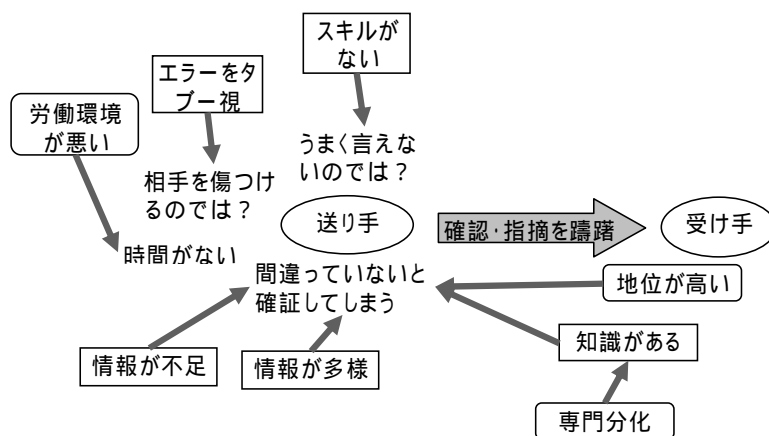 スキルが
ない
エラーをタ
ブー視
労働環境
が悪い
うまく言えな
いのでは？
相手を傷つけ
るのでは？
送り手
確認・指摘を躊躇
受け手
時間がない
間違っていないと
確証してしまう
地位が高い
知識がある
情報が不足
情報が多様
専門分化